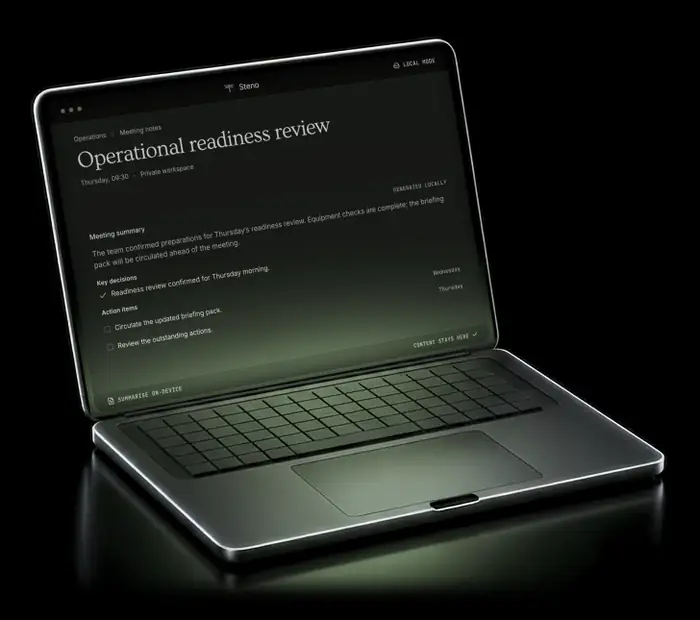 Steno
LOCAL MODE
Operations / Meeting notes
Operational readiness review
Thursday, 09:30 · Private workspace
GENERATED LOCALLY
Meeting summary
The team confirmed preparations for Thursday's readiness review. Equipment checks are complete; the briefing
pack will be circulated ahead of the meeting.
Key decisions
Readiness review confirmed for Thursday morning.
Action items
Circulate the updated briefing pack.
Wednesday
Review the outstanding actions.
Thursday
SUMMARISE ON-DEVICE
CONTENT STAYS HERE